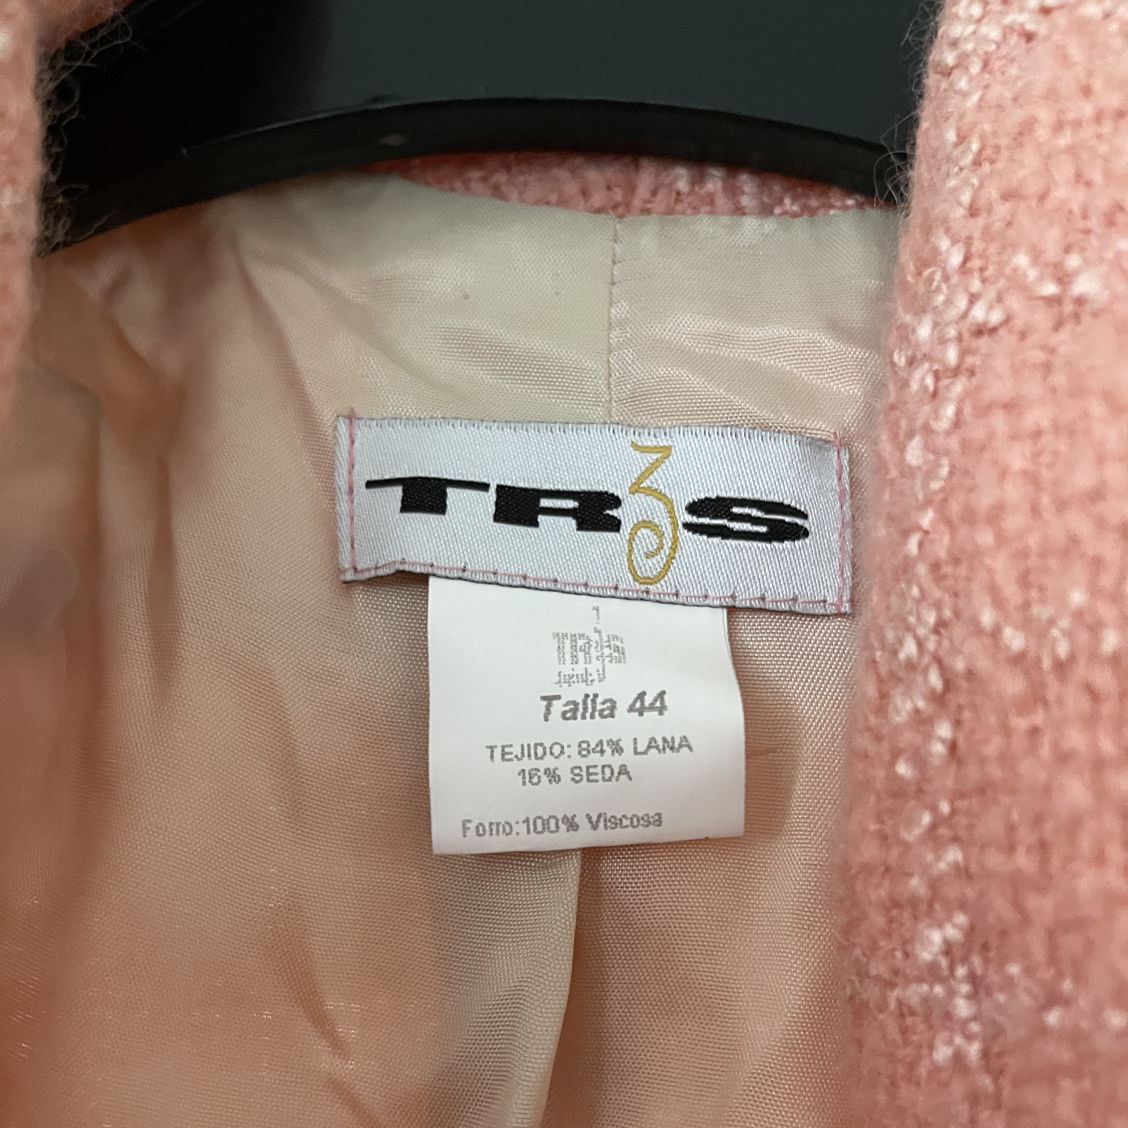 TR3S
Talla 44
TEJIDO: 84% LANA
16% SEDA
Forro:100% Viscosa